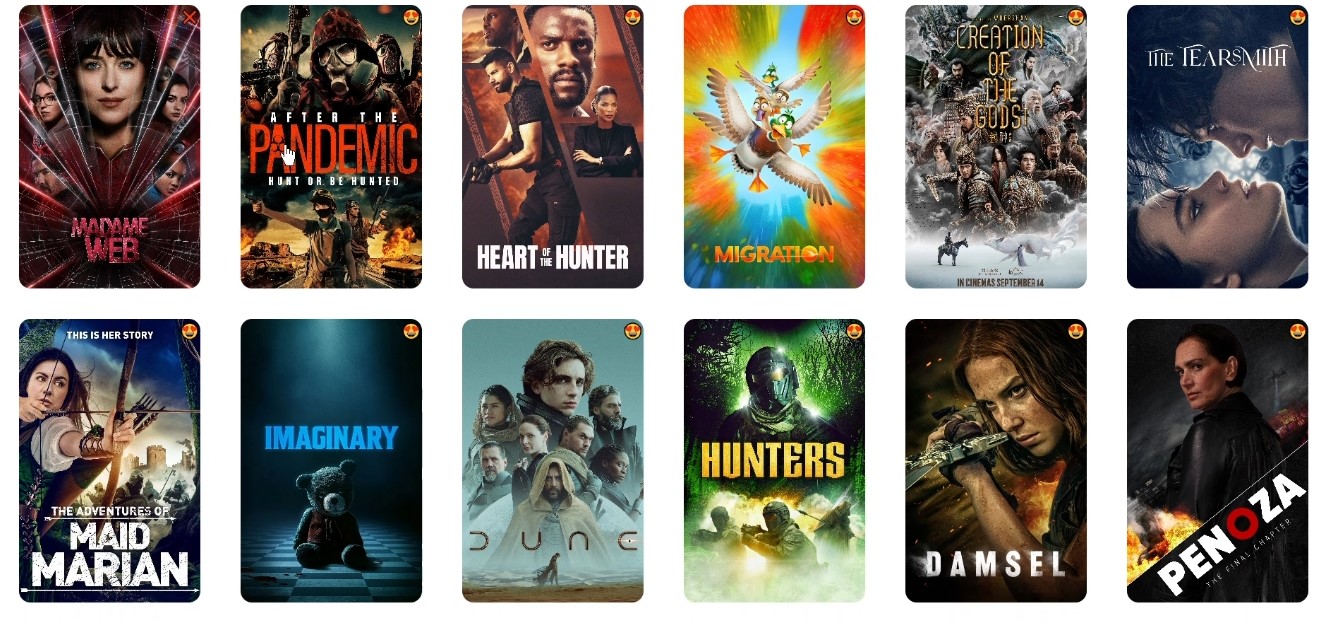 MADAME
WEB
AFTER THE
PANDEMIC
HUNT OR BE HUNTED
HEART OF THE HUNTER
MIGRATION
CREATION
OF
THE
GODS I
IN CINEMAS SEPTEMBER 14
THE TEARSMITH
THIS IS HER STORY
THE ADVENTURES OF
MAID
MARIAN
IMAGINARY
DUNE
HUNTERS
DAMSEL
PENOZA
THE FINAL CHAPTER